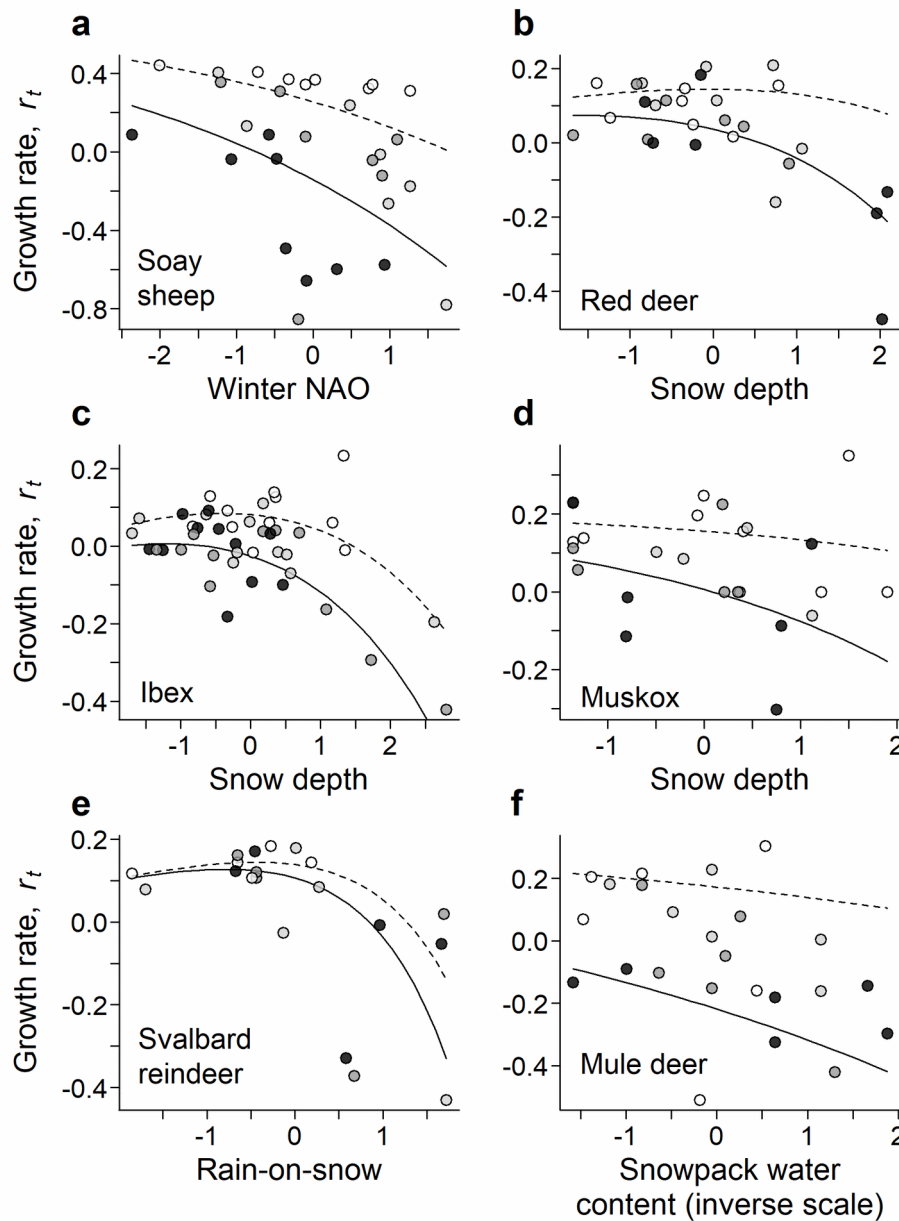 a
Growth rate, rt
0.4
0.0
-0.4
-0.8
Soay
sheep
-2 -1 0 1
Winter NAO
b
0.2
0.0
-0.2
-0.4
Red deer
-1 0 1 2
Snow depth
c
Growth rate, rt
0.2
0.0
-0.2
-0.4
Ibex
-1 0 1 2
Snow depth
d
0.2
0.0
-0.2
Muskox
-1 0 1 2
Snow depth
e
Growth rate, rt
0.2
0.0
-0.2
-0.4
Svalbard
reindeer
-1 0 1
Rain-on-snow
f
0.2
0.0
-0.2
-0.4
Mule deer
-1 0 1 2
Snowpack water
content (inverse scale)